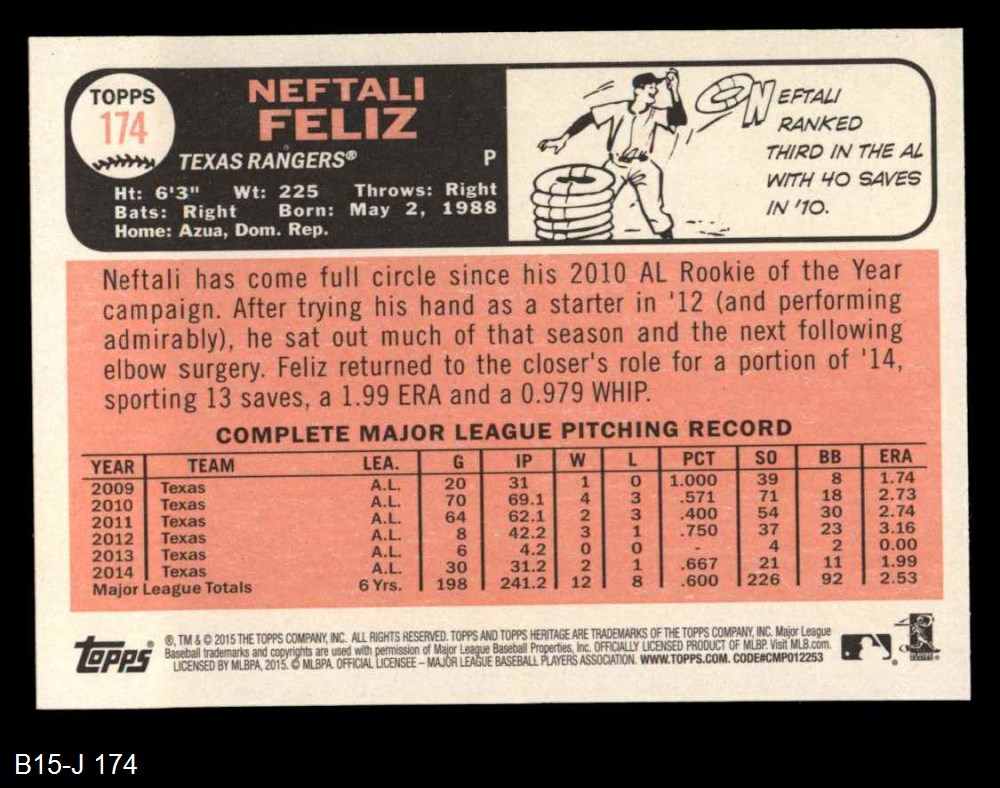 TOPPS
174
NEFTALI
FELIZ
TEXAS RANGERS® P
Ht: 6'3" Wt: 225 Throws: Right
Bats: Right Born: May 2, 1988
Home: Azua, Dom. Rep.
NEFTALI
RANKED
THIRD IN THE AL
WITH 40 SAVES
IN '10.
Neftali has come full circle since his 2010 AL Rookie of the Year
campaign. After trying his hand as a starter in '12 (and performing
admirably), he sat out much of that season and the next following
elbow surgery. Feliz returned to the closer's role for a portion of '14,
sporting 13 saves, a 1.99 ERA and a 0.979 WHIP.
COMPLETE MAJOR LEAGUE PITCHING RECORD
YEAR TEAM LEA. G IP W L PCT SO BB ERA
2009 Texas A.L. 20 31 1 0 1.000 39 8 1.74
2010 Texas A.L. 70 69.1 4 3 .571 71 18 2.73
2011 Texas A.L. 64 62.1 2 3 .400 54 30 2.74
2012 Texas A.L. 8 42.2 3 1 .750 37 23 3.16
2013 Texas A.L. 6 4.2 0 0 - 4 2 0.00
2014 Texas A.L. 30 31.2 2 1 .667 21 11 1.99
Major League Totals 6 Yrs. 198 241.2 12 8 .600 226 92 2.53
Topps
®, TM & © 2015 THE TOPPS COMPANY, INC. ALL RIGHTS RESERVED. TOPPS AND TOPPS HERITAGE ARE TRADEMARKS OF THE TOPPS COMPANY, INC. Major League
Baseball trademarks and copyrights are used with permission of Major League Baseball Properties, Inc. OFFICIALLY LICENSED PRODUCT OF MLBP. Visit MLB.com.
LICENSED BY MLBPA, 2015. © MLBPA. OFFICIAL LICENSEE – MAJOR LEAGUE BASEBALL PLAYERS ASSOCIATION. WWW.TOPPS.COM. CODE#CMP012253
B15-J 174